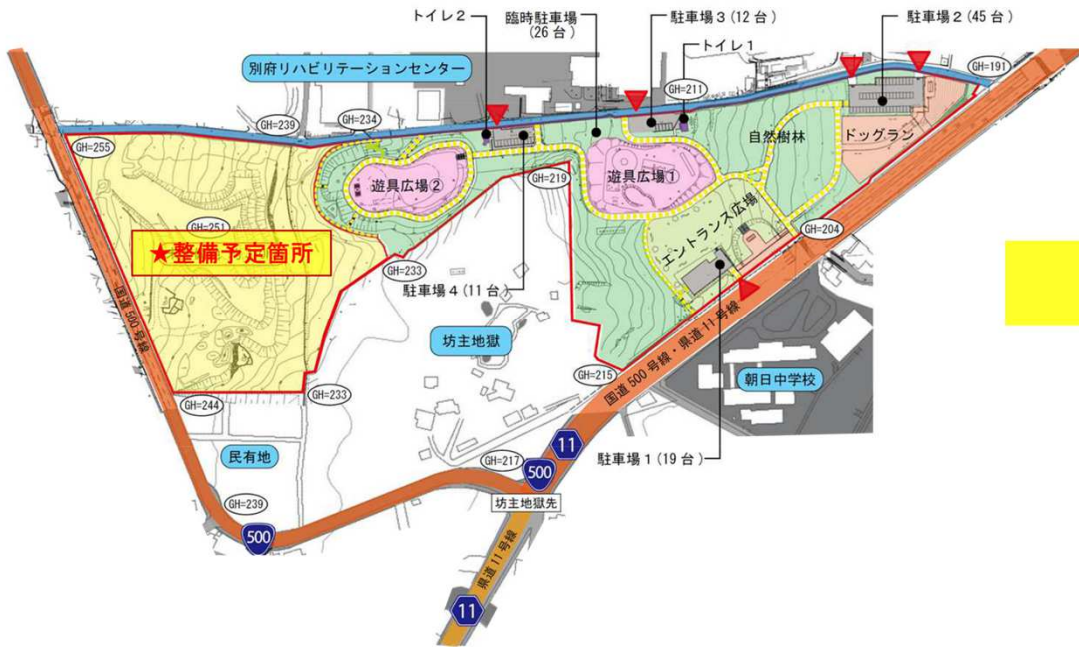 トイレ2
臨時駐車場
(26台)
駐車場3(12台)
駐車場2(45台)
トイレ1
別府リハビリテーションセンター
GH=191
GH=211
GH=239
GH=234
GH=255
自然樹林
ドッグラン
遊具広場②
GH=219
遊具広場①
エントランス広場
GH=251
★整備予定箇所
GH=204
GH=233
駐車場4(11台)
国道500号線
坊主地獄
国道500号線・県道11号線
GH=215
朝日中学校
GH=244
GH=233
民有地
11
駐車場1(19台)
GH=217
500
坊主地獄先
GH=239
500
県道11号線
11